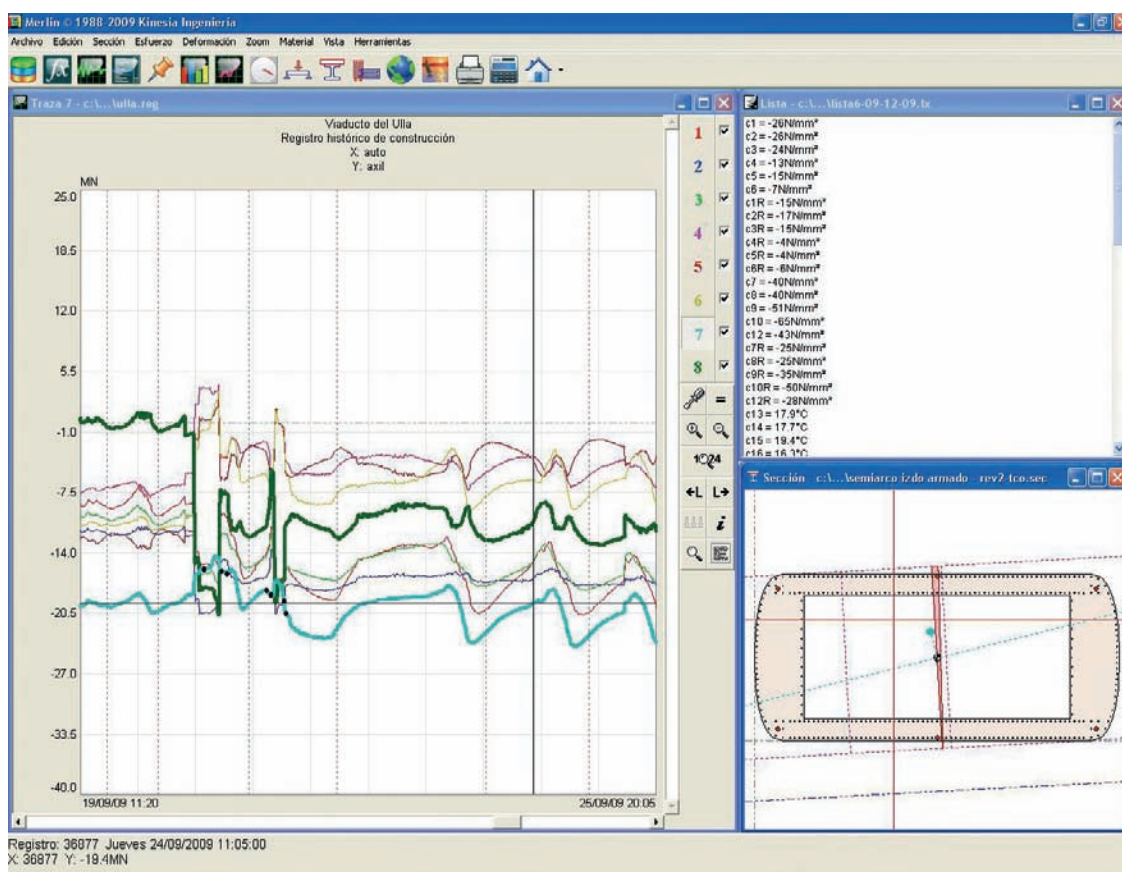 Merlin © 1988-2009 Kinesia Ingeniería
Archivo Edición Sección Esfuerzo Deformación Zoom Material Vista Herramientas
Traza 7 - c:\...\ulla.reg
Viaducto del Ulla
Registro histórico de construcción
X: auto
Y: axil
MN
25.0
18.5
12.0
5.5
-1.0
-7.5
-14.0
-20.5
-27.0
-33.5
-40.0
19/09/09 11:20
25/09/09 20:05
1
2
3
4
5
6
7
8
=
←L L→
i
Lista - c:\...\lista6-09-12-09.tx
c1 = -26N/mm²
c2 = -26N/mm²
c3 = -24N/mm²
c4 = -13N/mm²
c5 = -15N/mm²
c6 = -7N/mm²
c1R = -15N/mm²
c2R = -17N/mm²
c3R = -15N/mm²
c4R = -4N/mm²
c5R = -4N/mm²
c6R = -6N/mm²
c7 = -40N/mm²
c8 = -40N/mm²
c9 = -51N/mm²
c10 = -65N/mm²
c12 = -43N/mm²
c7R = -25N/mm²
c8R = -25N/mm²
c9R = -35N/mm²
c10R = -50N/mm²
c12R = -28N/mm²
c13 = 17.9°C
c14 = 17.7°C
c15 = 19.4°C
c16 = 16.3°C
Sección - c:\...\semiarco izdo armado - rev2-tco.sec
Registro: 36877 Jueves 24/09/2009 11:05:00
X: 36877 Y: -19.4MN